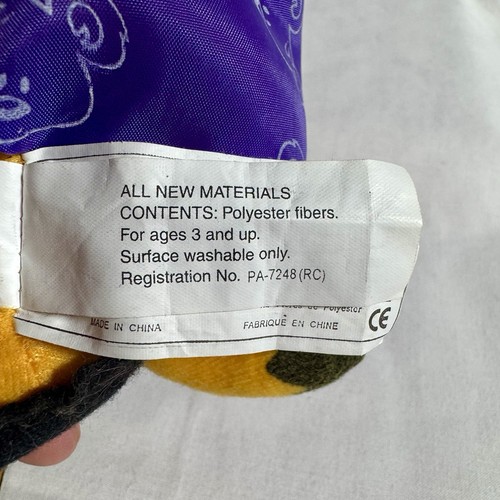 ALL NEW MATERIALS
CONTENTS: Polyester fibers.
For ages 3 and up.
Surface washable only.
Registration No. PA-7248(RC)
de Polyester
MADE IN CHINA FABRIQUÉ EN CHINE CE